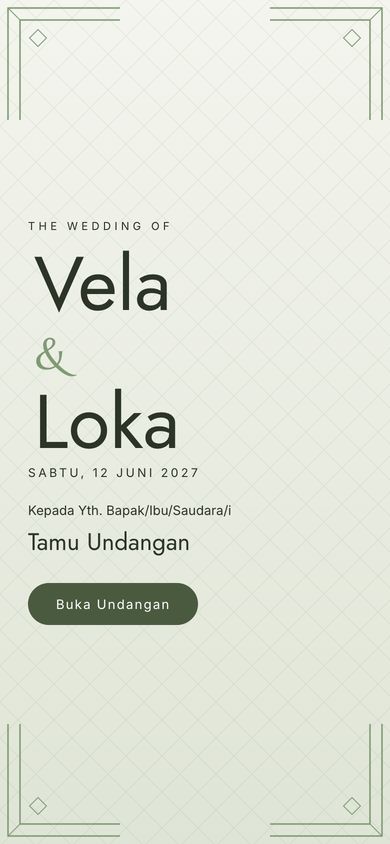 THE WEDDING OF
Vela
&
Loka
SABTU, 12 JUNI 2027
Kepada Yth. Bapak/Ibu/Saudara/i
Tamu Undangan
Buka Undangan